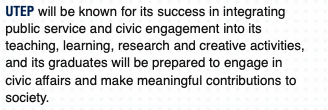 UTEP will be known for its success in integrating
public service and civic engagement into its
teaching, learning, research and creative activities,
and its graduates will be prepared to engage in
civic affairs and make meaningful contributions to
society.